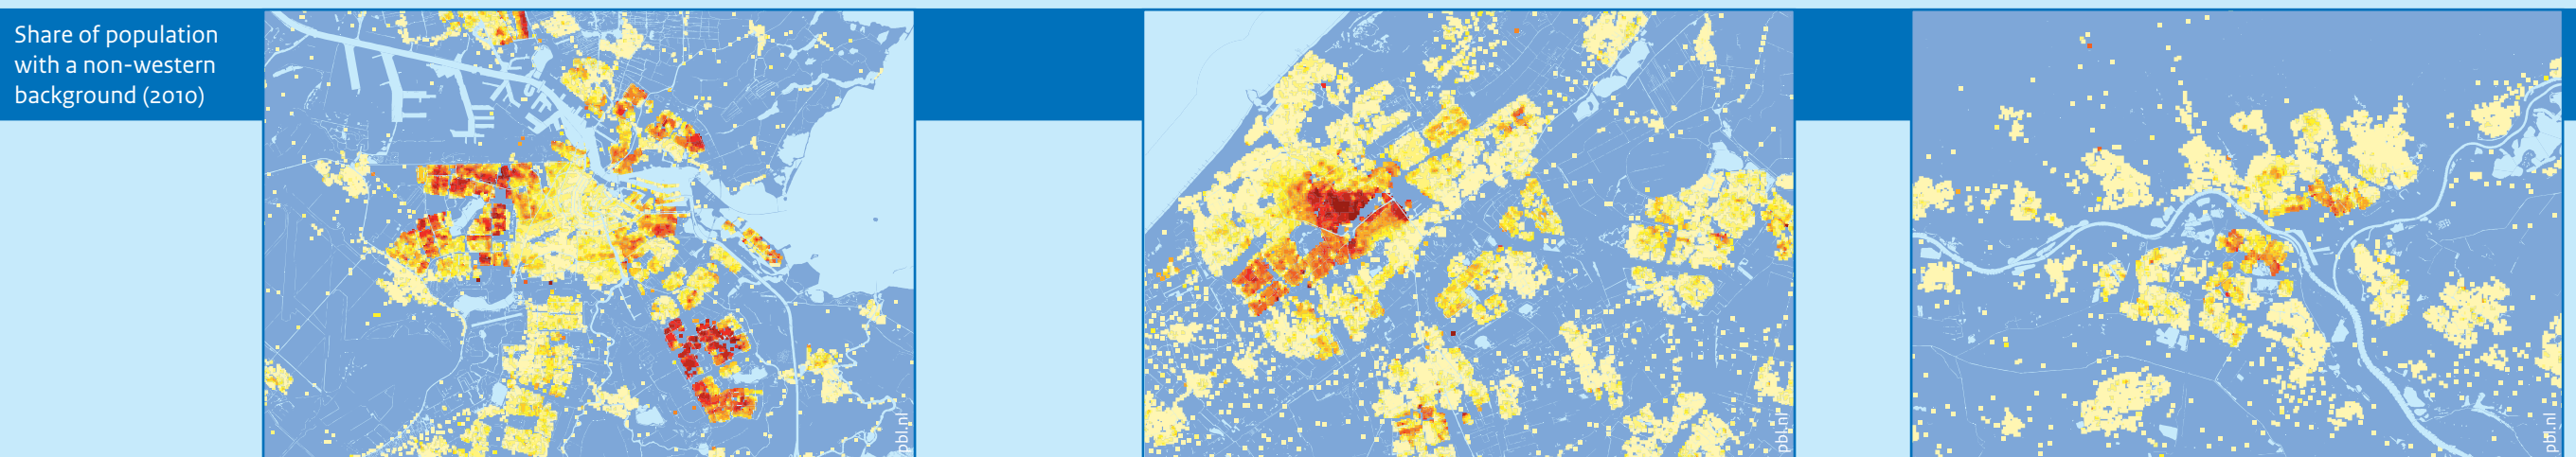 Share of population
with a non-western
background (2010)
pbl.nl
pbl.nl
pbl.nl